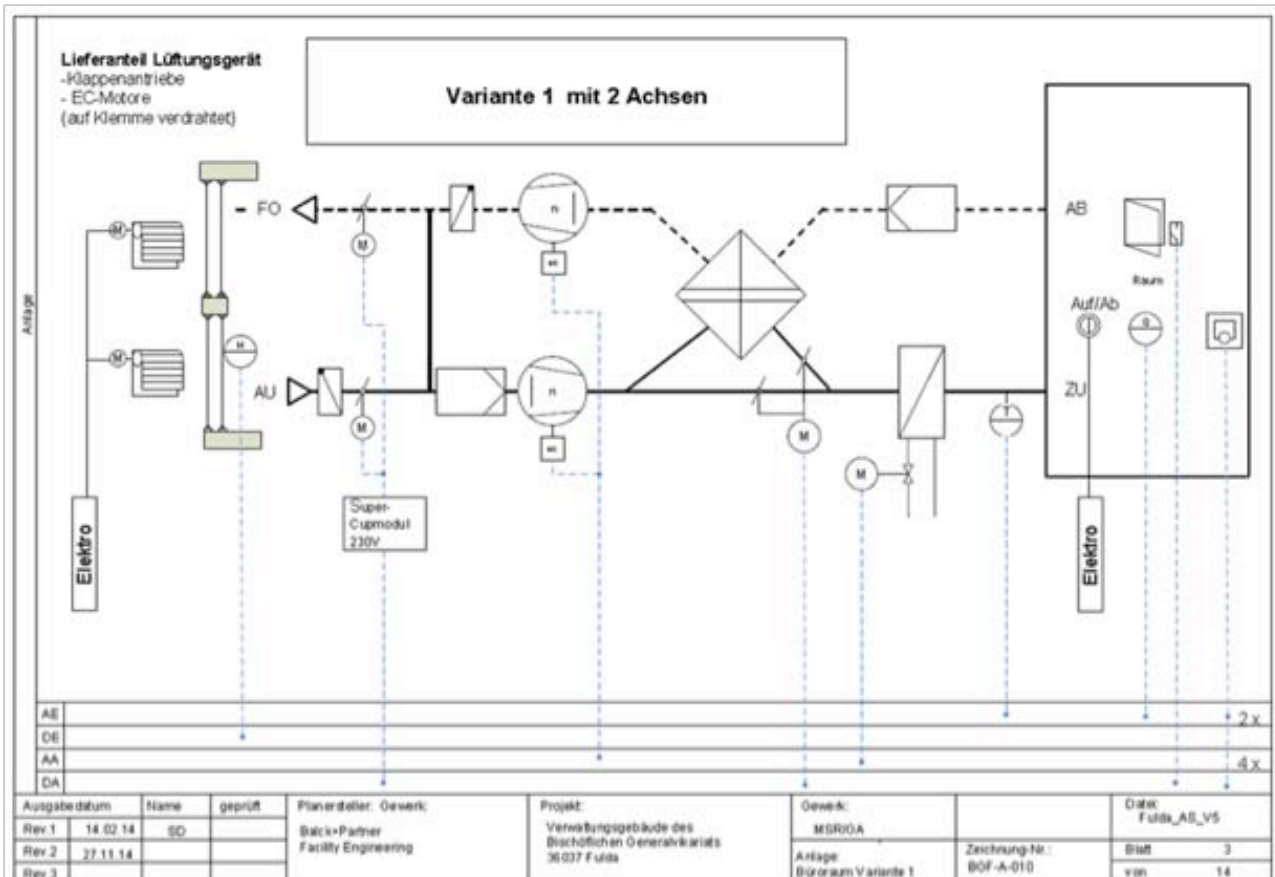 Lieferanteil Lüftungsgerät
-Klappenantriebe
- EC-Motore
(auf Klemme verdrahtet)
Variante 1 mit 2 Achsen
Anlage
M
M
M
M
M
M
M
FO
AU
AB
ZU
n
n
T
Raum
Auf/Ab
Super-
Cupmodul
230V
Elektro
Elektro
AE
DE
AA
DA
2 x
4 x
Ausgabedatum
Name
geprüft
Rev.1 14.02.14 SD
Rev.2 27.11.14
Rev.3
Planersteller: Gewerk:
Balck+Partner
Facility Engineering
Projekt:
Verwaltungsgebäude des
Bischöflichen Generalvikariats
36037 Fulda
Gewerk:
MSR/GA
Anlage:
Büroraum Variante 1
Zeichnung-Nr.:
BGF-A-010
Datei:
Fulda_AS_V5
Blatt 3
von 14